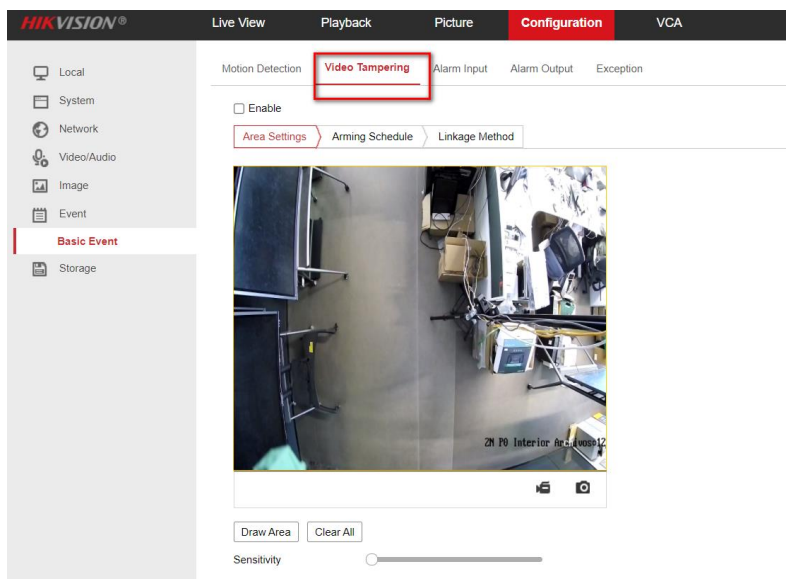 HIKVISION®
Live View Playback Picture Configuration VCA
Local
System
Network
Video/Audio
Image
Event
Basic Event
Storage
Motion Detection Video Tampering Alarm Input Alarm Output Exception
Enable
Area Settings Arming Schedule Linkage Method
2M P0 Interior
Draw Area Clear All
Sensitivity